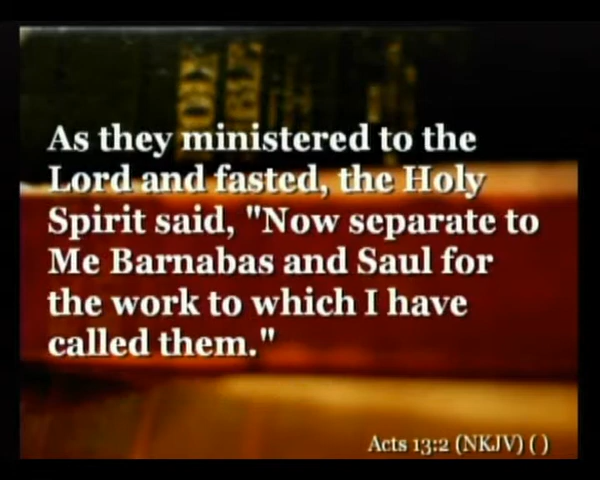 As they ministered to the
Lord and fasted, the Holy
Spirit said, "Now separate to
Me Barnabas and Saul for
the work to which I have
called them."
Acts 13:2 (NKJV) ( )